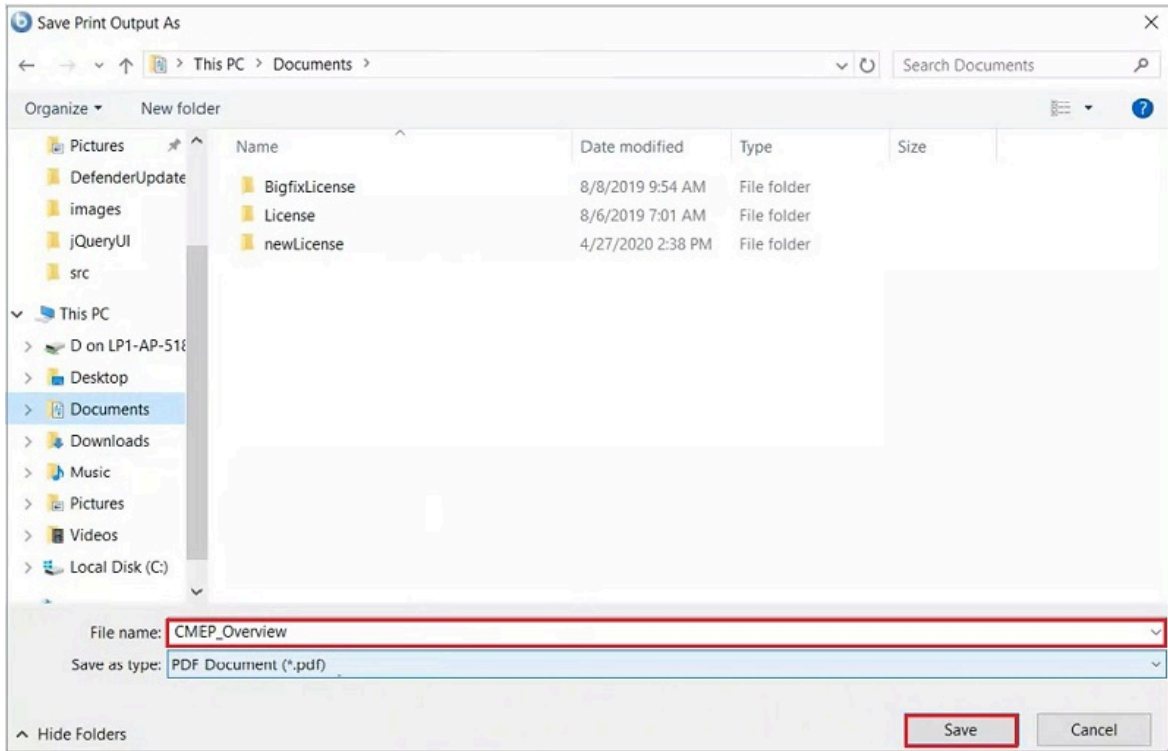 Save Print Output As
This PC > Documents >
Search Documents
Organize
New folder
Name
Date modified
Type
Size
Pictures
DefenderUpdate
images
jQueryUI
src
This PC
D on LP1-AP-518
Desktop
Documents
Downloads
Music
Pictures
Videos
Local Disk (C:)
BigfixLicense 8/8/2019 9:54 AM File folder
License 8/6/2019 7:01 AM File folder
newLicense 4/27/2020 2:38 PM File folder
File name: CMEP_Overview
Save as type: PDF Document (*.pdf)
Hide Folders
Save
Cancel